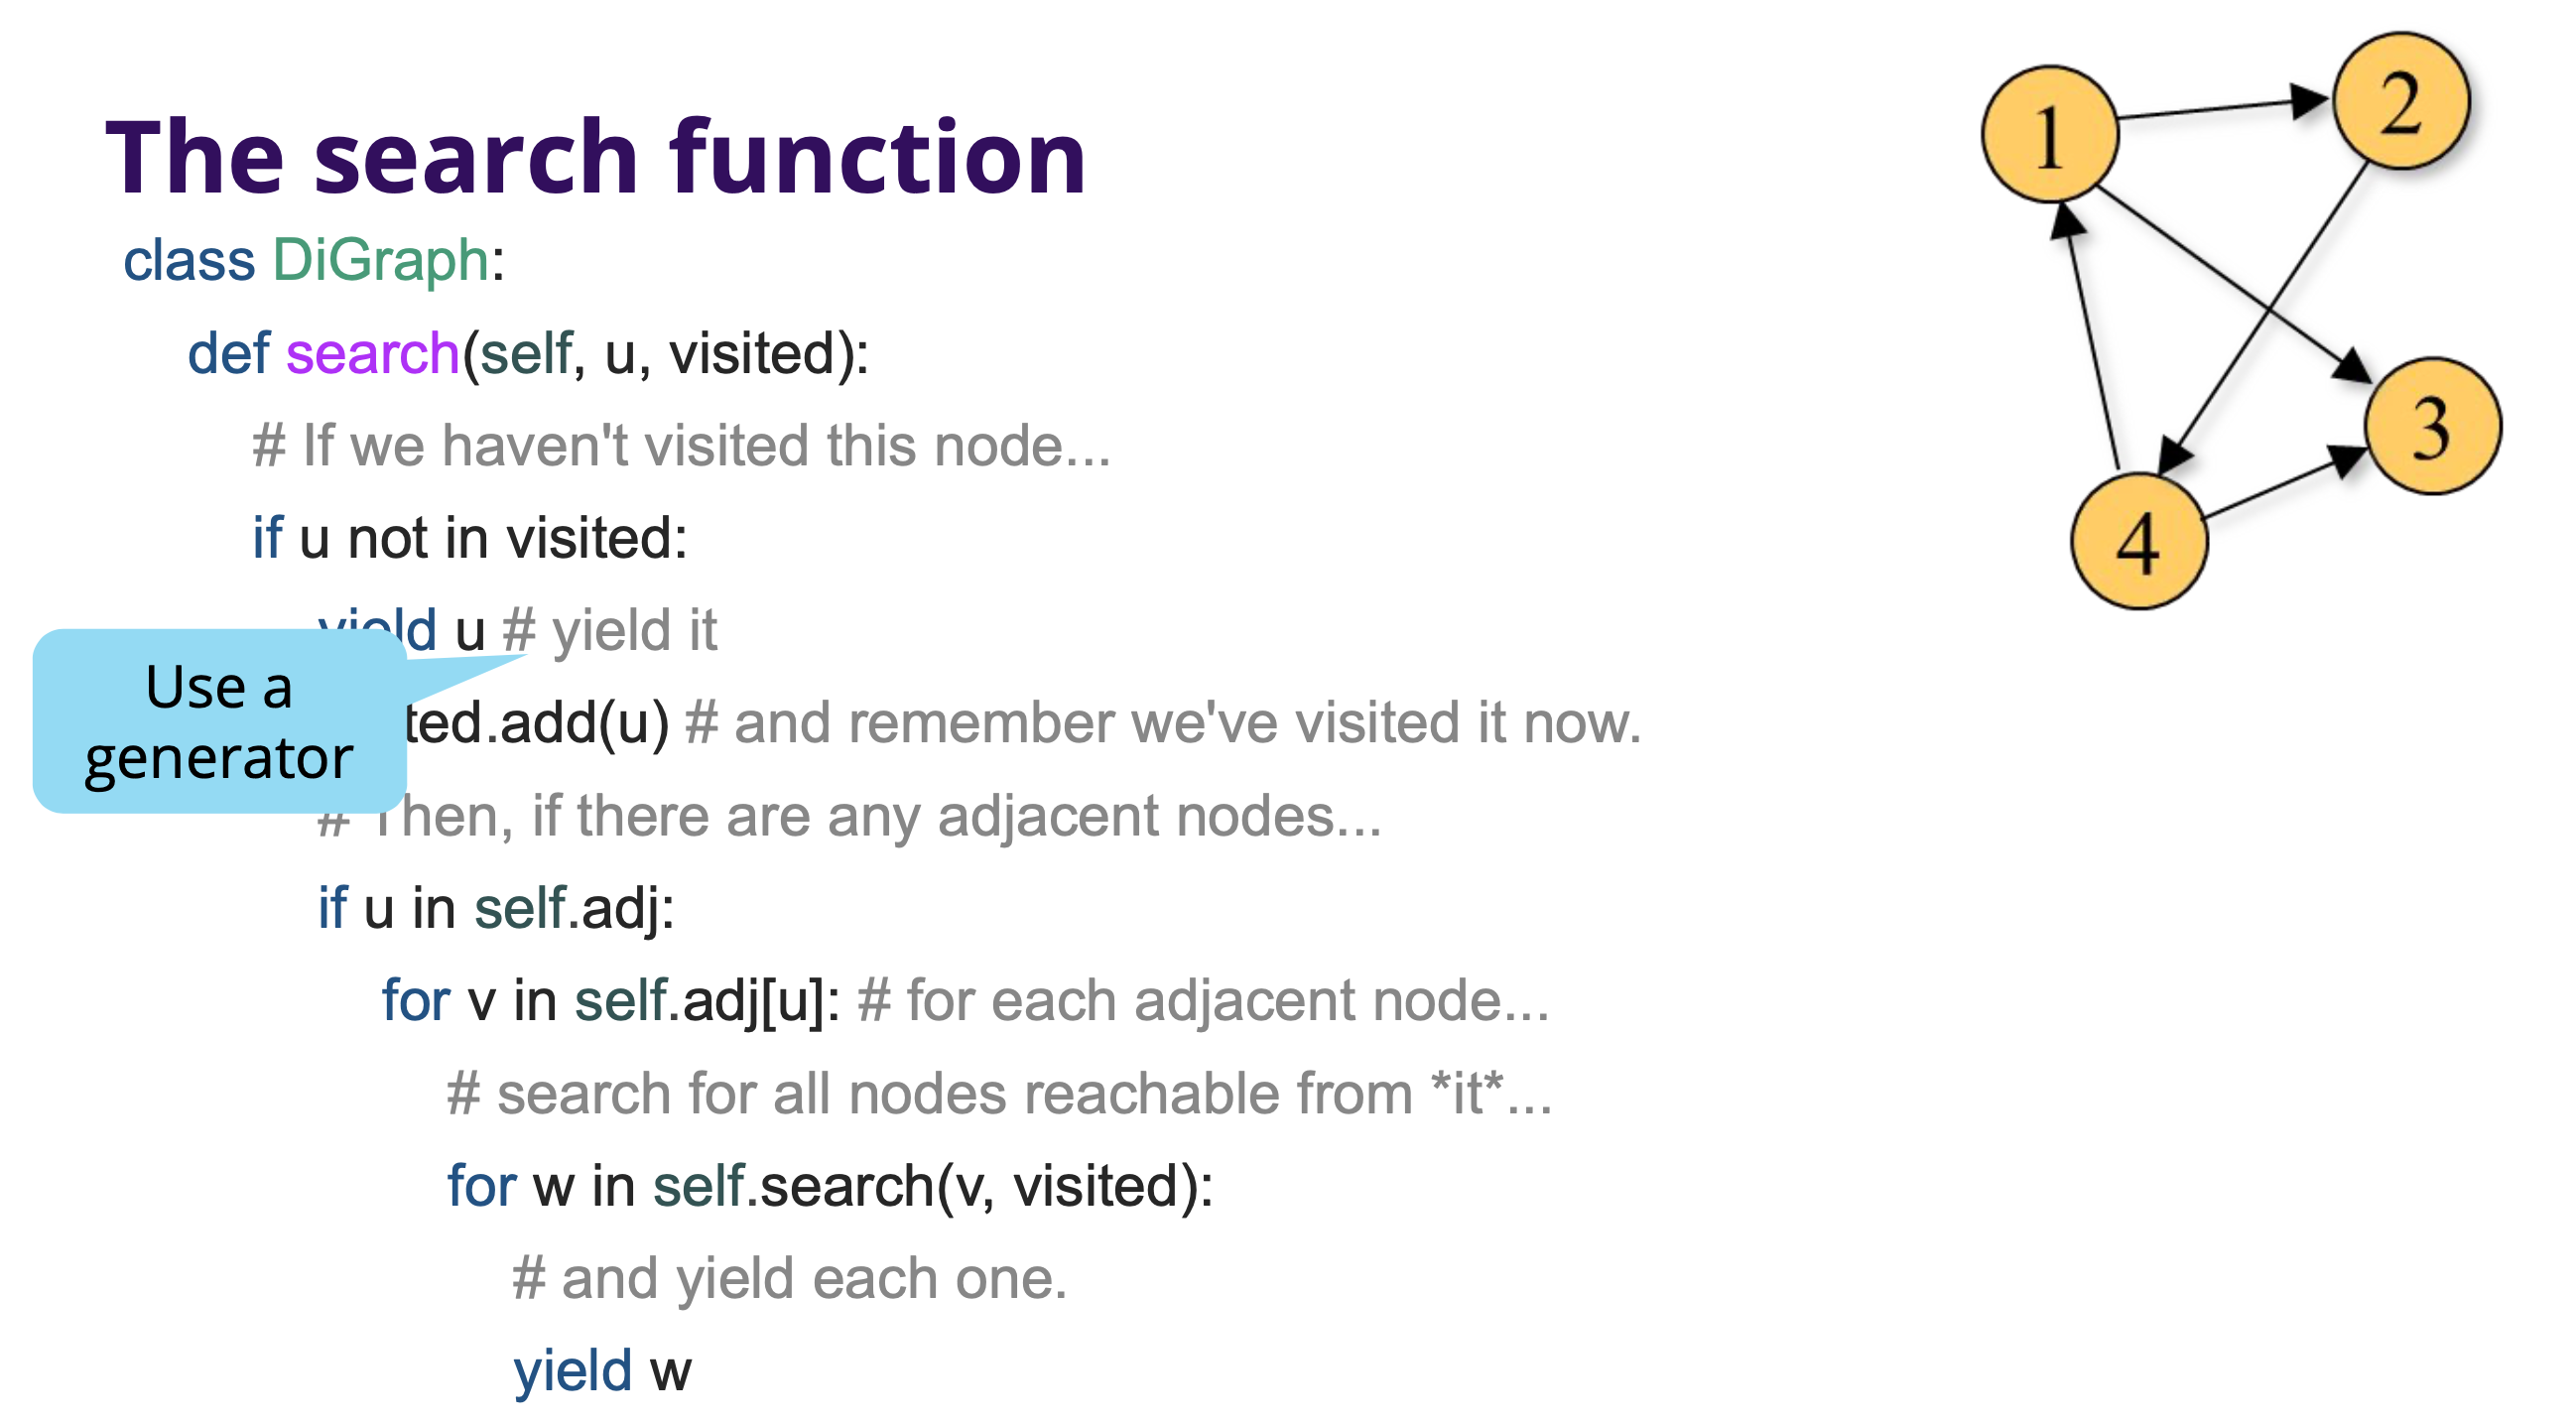 The search function
class DiGraph:
def search(self, u, visited):
# If we haven't visited this node...
if u not in visited:
yield u # yield it
Use a
generator
ted.add(u) # and remember we've visited it now.
# Then, if there are any adjacent nodes...
if u in self.adj:
for v in self.adj[u]: # for each adjacent node...
# search for all nodes reachable from *it*...
for w in self.search(v, visited):
# and yield each one.
yield w
1
2
3
4